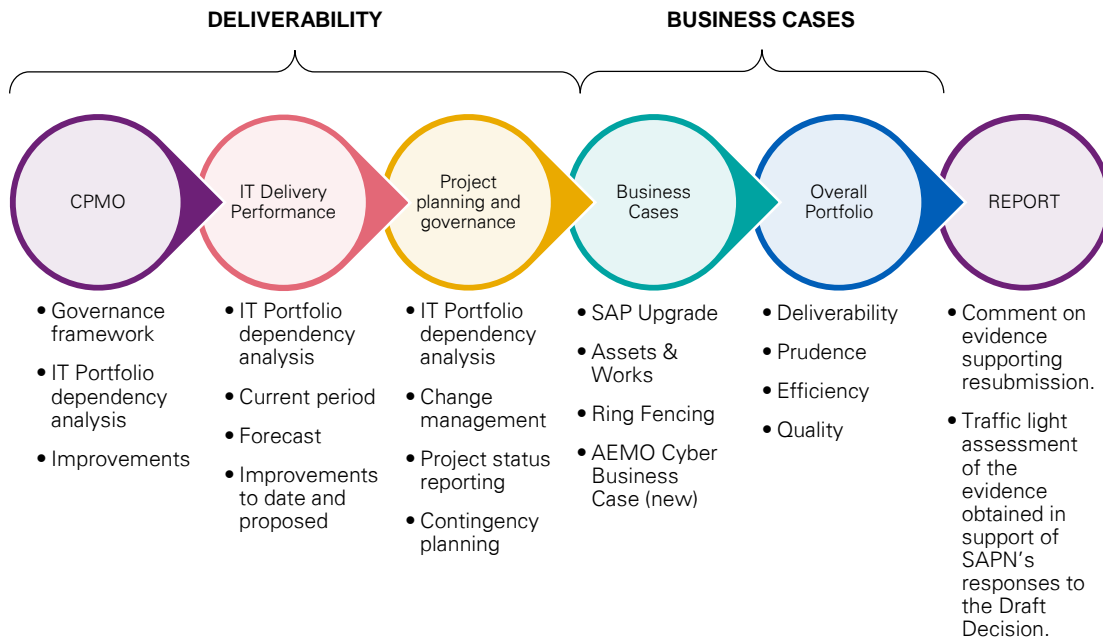 DELIVERABILITY
BUSINESS CASES
CPMO
IT Delivery
Performance
Project
planning and
governance
Business
Cases
Overall
Portfolio
REPORT
• Governance
framework
• IT Portfolio
dependency
analysis
• Improvements
• IT Portfolio
dependency
analysis
• Current period
• Forecast
• Improvements
to date and
proposed
• IT Portfolio
dependency
analysis
• Change
management
• Project status
reporting
• Contingency
planning
• SAP Upgrade
• Assets &
Works
• Ring Fencing
• AEMO Cyber
Business
Case (new)
• Deliverability
• Prudence
• Efficiency
• Quality
• Comment on
evidence
supporting
resubmission.
• Traffic light
assessment
of the
evidence
obtained in
support of
SAPN's
responses to
the Draft
Decision.